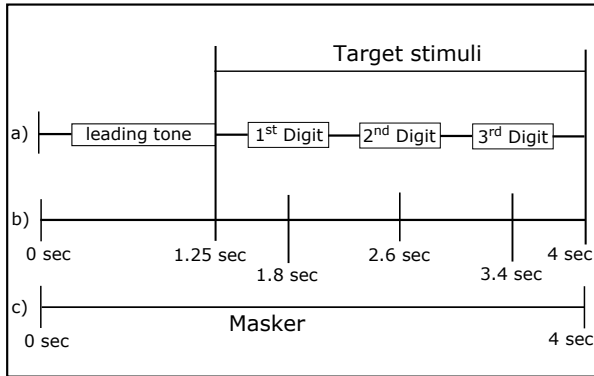 Target stimuli
a) leading tone 1st Digit 2nd Digit 3rd Digit
b)
0 sec 1.25 sec 2.6 sec 4 sec
1.8 sec 3.4 sec
c)
Masker
0 sec 4 sec